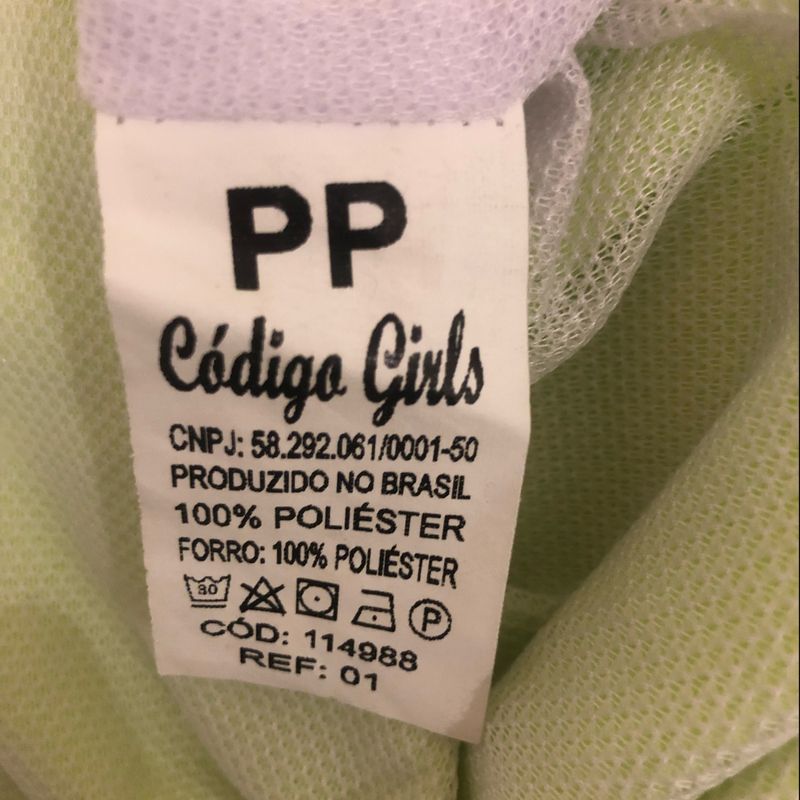 PP
Código Girls
CNPJ: 58.292.061/0001-50
PRODUZIDO NO BRASIL
100% POLIÉSTER
FORRO: 100% POLIÉSTER
30 P
CÓD: 114988
REF: 01